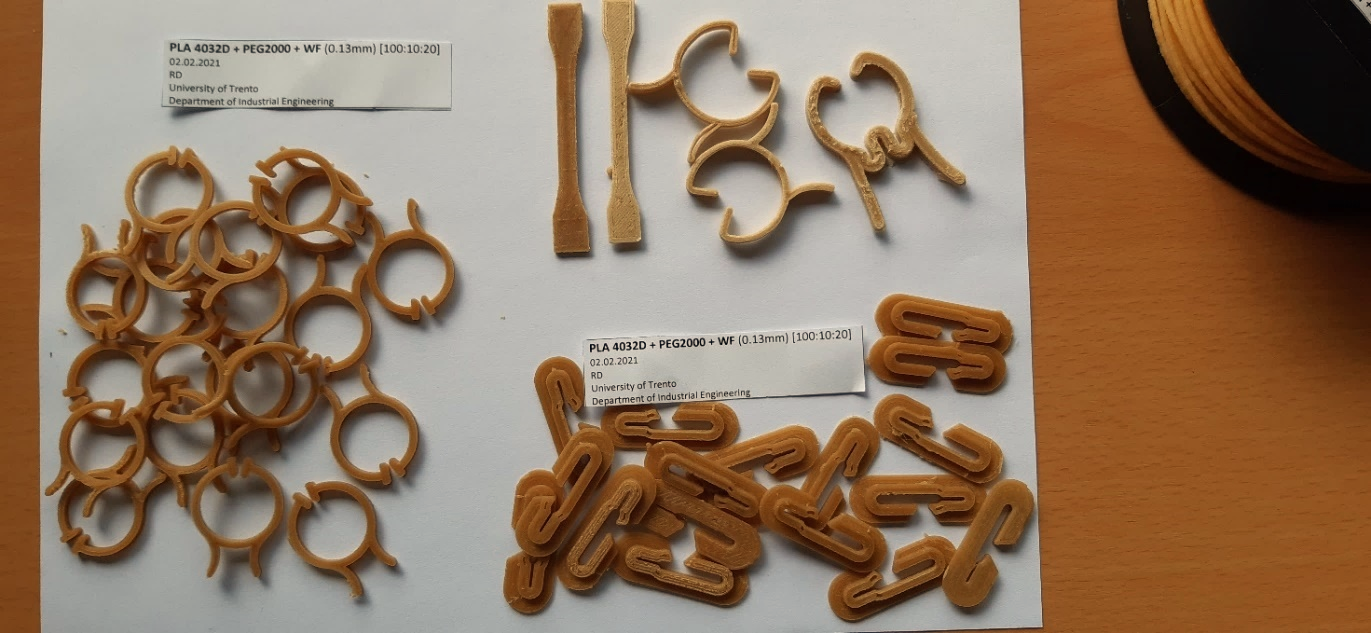 PLA 4032D + PEG2000 + WF (0.13mm) [100:10:20]
02.02.2021
RD
University of Trento
Department of Industrial Engineering
PLA 4032D + PEG2000 + WF (0.13mm) [100:10:20]
02.02.2021
RD
University of Trento
Department of Industrial Engineering